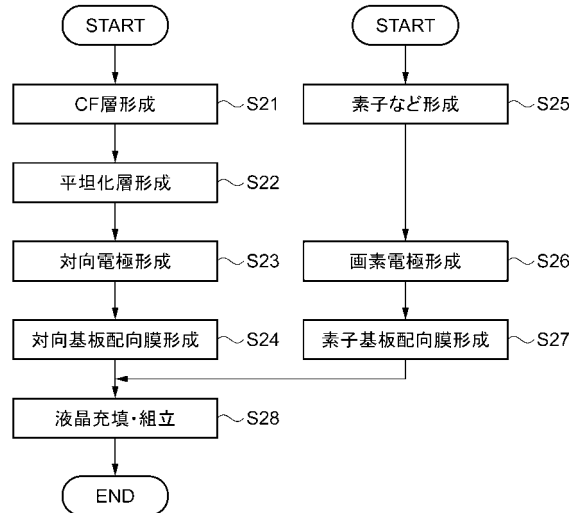 START
CF層形成
S21
平坦化層形成
S22
対向電極形成
S23
対向基板配向膜形成
S24
START
素子など形成
S25
画素電極形成
S26
素子基板配向膜形成
S27
液晶充填・組立
S28
END